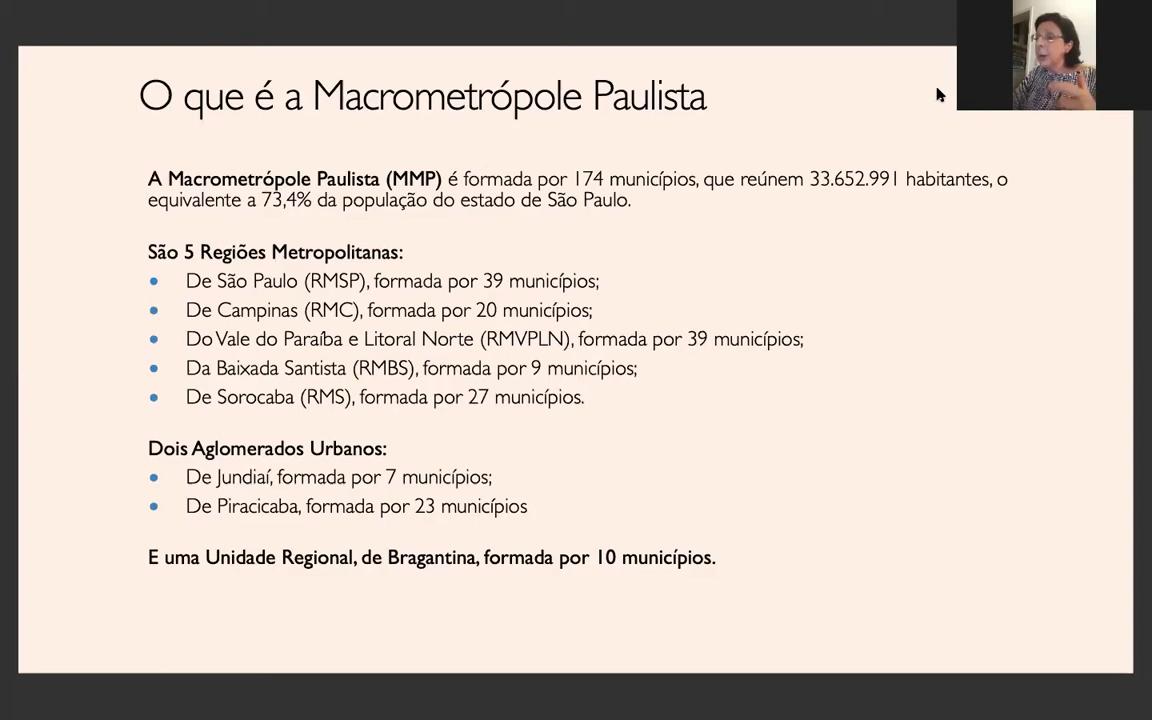 O que é a Macrometrópole Paulista
A Macrometrópole Paulista (MMP) é formada por 174 municípios, que reúnem 33.652.991 habitantes, o
equivalente a 73,4% da população do estado de São Paulo.
São 5 Regiões Metropolitanas:
• De São Paulo (RMSP), formada por 39 municípios;
• De Campinas (RMC), formada por 20 municípios;
• Do Vale do Paraíba e Litoral Norte (RMVPLN), formada por 39 municípios;
• Da Baixada Santista (RMBS), formada por 9 municípios;
• De Sorocaba (RMS), formada por 27 municípios.
Dois Aglomerados Urbanos:
• De Jundiaí, formada por 7 municípios;
• De Piracicaba, formada por 23 municípios
E uma Unidade Regional, de Bragantina, formada por 10 municípios.